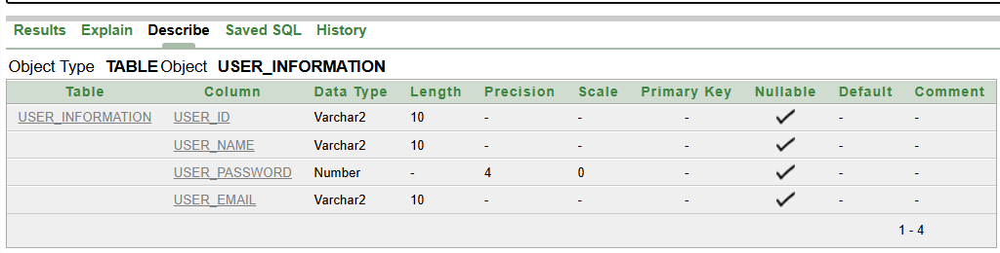 Results Explain Describe Saved SQL History
Object Type TABLE Object USER_INFORMATION
Table Column Data Type Length Precision Scale Primary Key Nullable Default Comment
USER_INFORMATION USER_ID Varchar2 10 - - - - -
USER_NAME Varchar2 10 - - - - -
USER_PASSWORD Number - 4 0 - - -
USER_EMAIL Varchar2 10 - - - - -
1 - 4